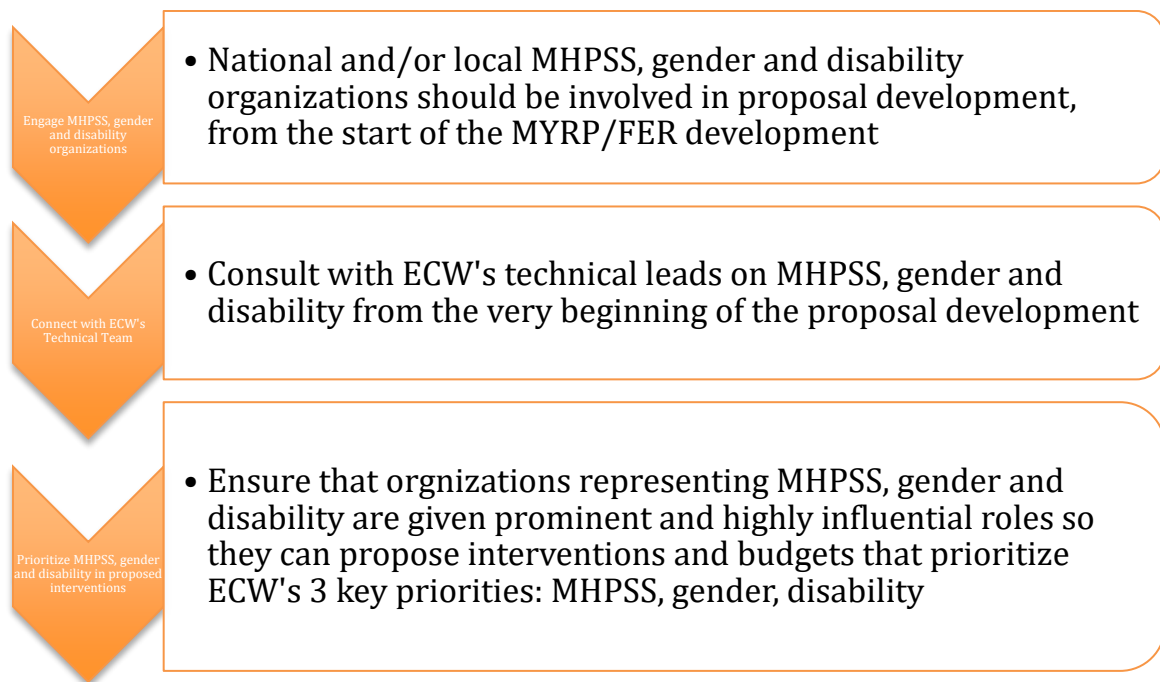 Engage MHPSS, gender
and disability
organizations
• National and/or local MHPSS, gender and disability
organizations should be involved in proposal development,
from the start of the MYRP/FER development
Connect with ECW's
Technical Team
• Consult with ECW's technical leads on MHPSS, gender and
disability from the very beginning of the proposal development
Prioritize MHPSS, gender
and disability in proposed
interventions
• Ensure that orgnizations representing MHPSS, gender and
disability are given prominent and highly influential roles so
they can propose interventions and budgets that prioritize
ECW's 3 key priorities: MHPSS, gender, disability